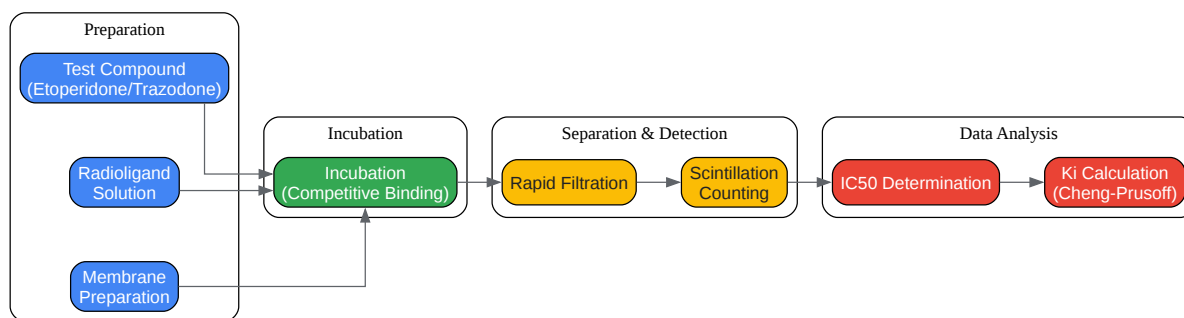 Preparation
Test Compound
(Etoperidone/Trazodone)
Radioligand
Solution
Membrane
Preparation
Incubation
Incubation
(Competitive Binding)
Separation & Detection
Rapid Filtration
Scintillation
Counting
Data Analysis
IC50 Determination
Ki Calculation
(Cheng-Prusoff)